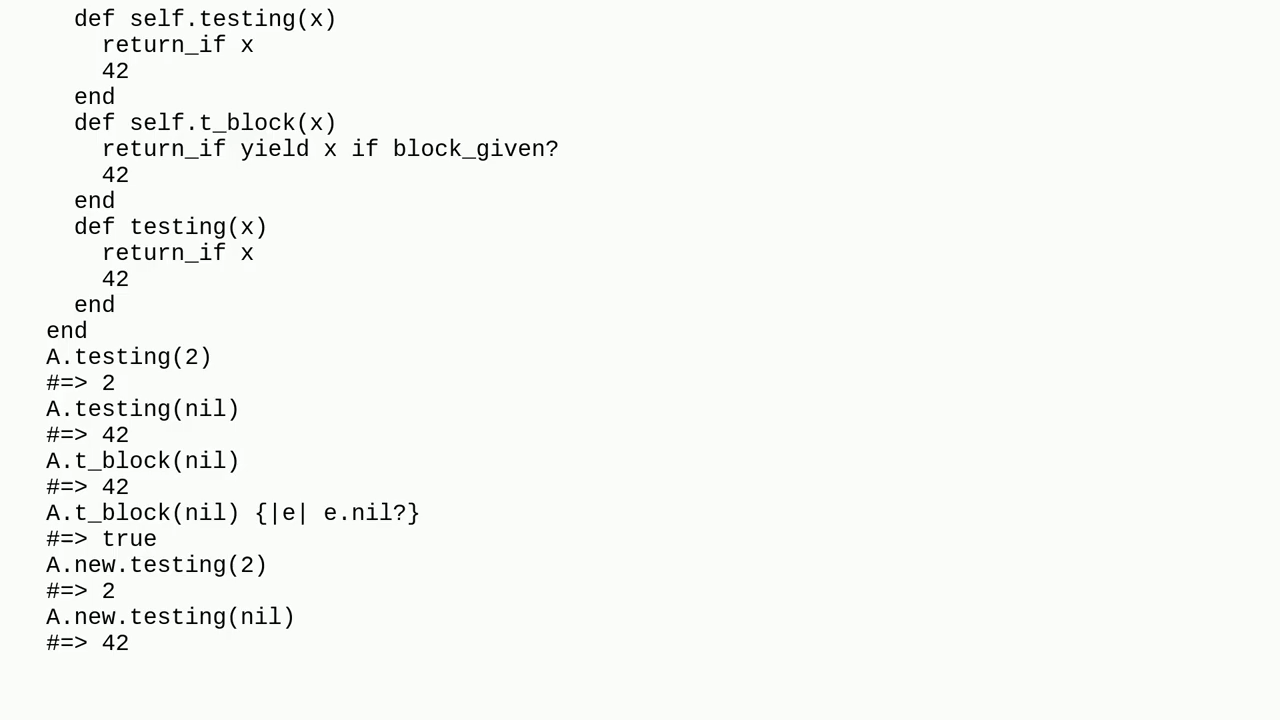 def self.testing(x)
return_if x
42
end
def self.t_block(x)
return_if yield x if block_given?
42
end
def testing(x)
return_if x
42
end
end
A.testing(2)
#=> 2
A.testing(nil)
#=> 42
A.t_block(nil)
#=> 42
A.t_block(nil) {|e| e.nil?}
#=> true
A.new.testing(2)
#=> 2
A.new.testing(nil)
#=> 42